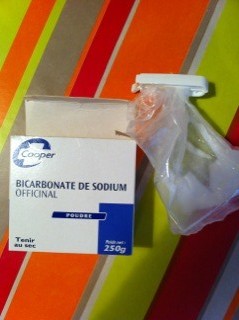 Cooper
BICARBONATE DE SODIUM
OFFICINAL
POUDRE
Tenir
au sec
Poids net :
250g